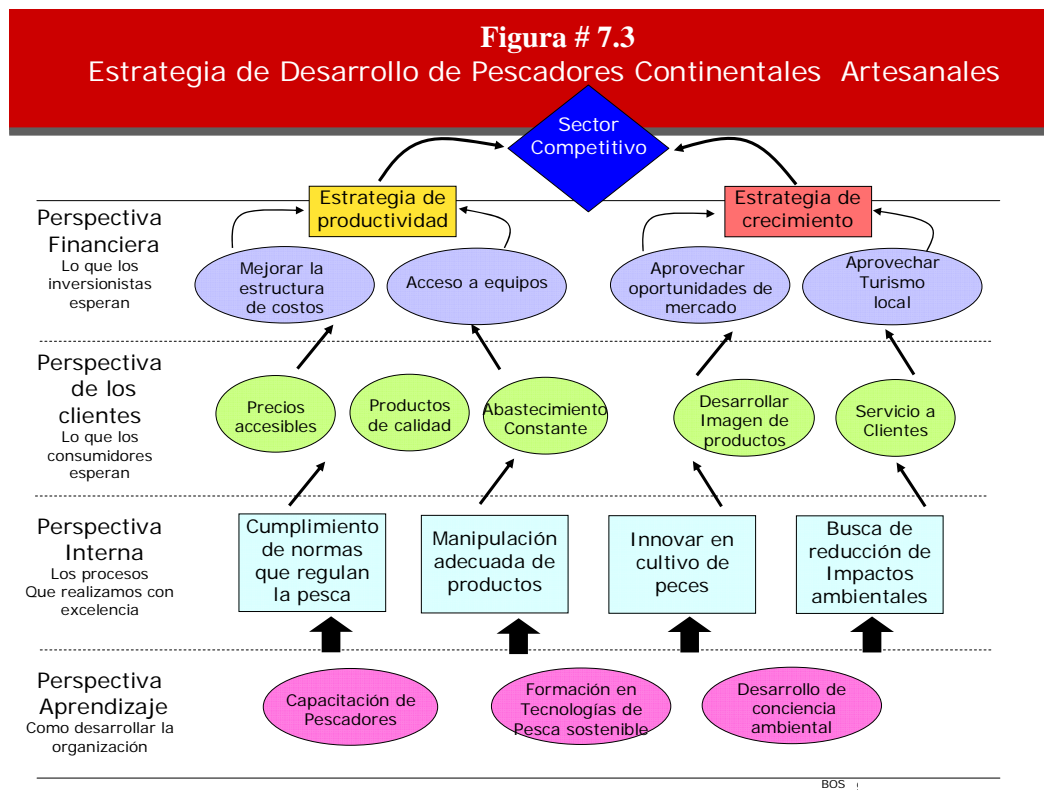 Figura # 7.3
Estrategia de Desarrollo de Pescadores Continentales Artesanales
Sector
Competitivo
Estrategia de
productividad
Estrategia de
crecimiento
Perspectiva
Financiera
Lo que los
inversionistas
esperan
Mejorar la
estructura
de costos
Acceso a equipos
Aprovechar
oportunidades de
mercado
Aprovechar
Turismo
local
Perspectiva
de los
clientes
Lo que los
consumidores
esperan
Precios
accesibles
Productos
de calidad
Abastecimiento
Constante
Desarrollar
Imagen de
productos
Servicio a
Clientes
Perspectiva
Interna
Los procesos
Que realizamos con
excelencia
Cumplimiento
de normas
que regulan
la pesca
Manipulación
adecuada de
productos
Innovar en
cultivo de
peces
Busca de
reducción de
Impactos
ambientales
Perspectiva
Aprendizaje
Como desarrollar la
organización
Capacitación de
Pescadores
Formación en
Tecnologías de
Pesca sostenible
Desarrollo de
conciencia
ambiental
BOS